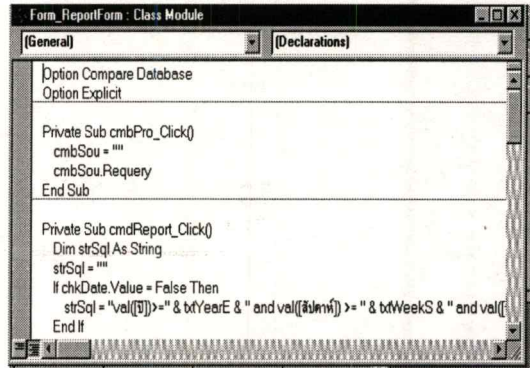 Form_ReportForm : Class Module
(General) (Declarations)
Option Compare Database
Option Explicit
Private Sub cmbPro_Click()
cmbSou = ""
cmbSou.Requery
End Sub
Private Sub cmdReport_Click()
Dim strSql As String
strSql = ""
If chkDate.Value = False Then
strSql = "val([ปี])>=" & txtYearE & " and val([สัปดาห์]) >= " & txtWeekS & " and val([
End If